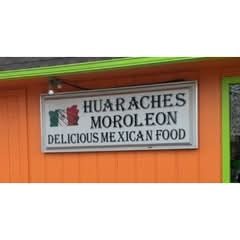 HUARACHES
MOROLEON
DELICIOUS MEXICAN FOOD